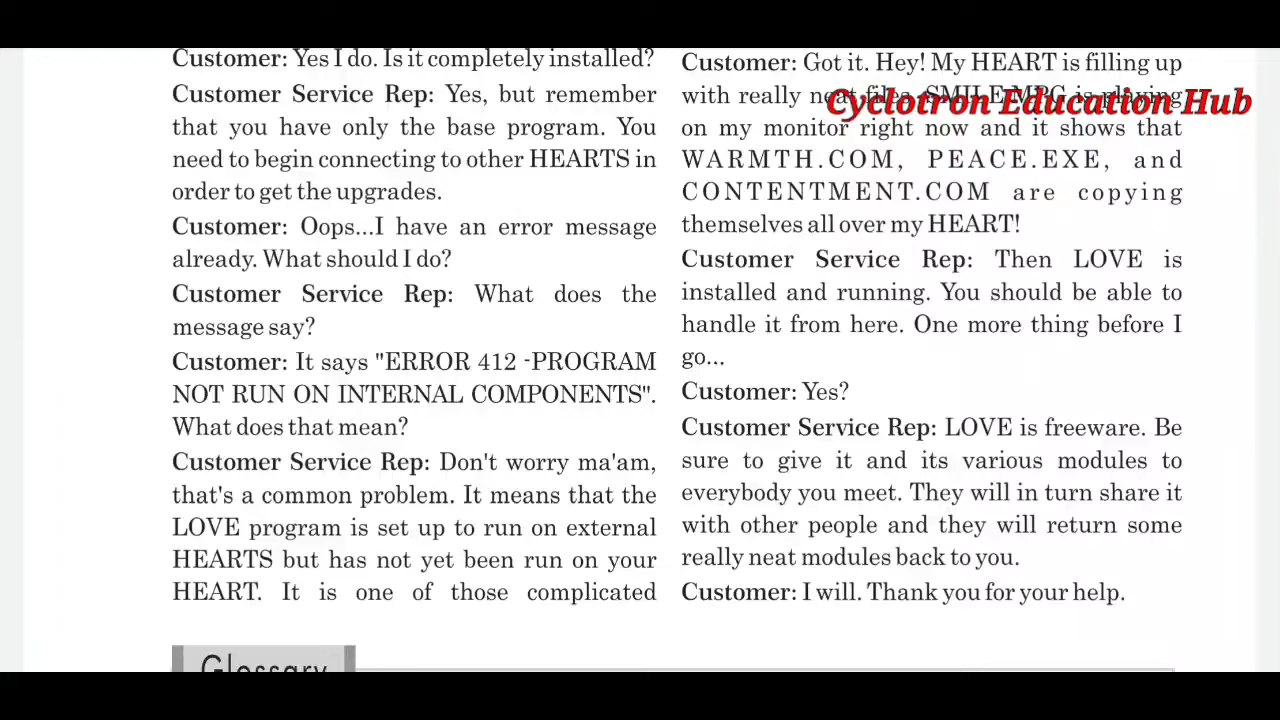 Customer: Yes I do. Is it completely installed?
Customer Service Rep: Yes, but remember
that you have only the base program. You
need to begin connecting to other HEARTS in
order to get the upgrades.
Customer: Oops...I have an error message
already. What should I do?
Customer Service Rep: What does the
message say?
Customer: It says "ERROR 412 -PROGRAM
NOT RUN ON INTERNAL COMPONENTS".
What does that mean?
Customer Service Rep: Don't worry ma'am,
that's a common problem. It means that the
LOVE program is set up to run on external
HEARTS but has not yet been run on your
HEART. It is one of those complicated
Customer: Got it. Hey! My HEART is filling up
with really neat files. SMILE.MPG is playing
on my monitor right now and it shows that
WARMTH.COM, PEACE.EXE, and
CONTENTMENT.COM are copying
themselves all over my HEART!
Customer Service Rep: Then LOVE is
installed and running. You should be able to
handle it from here. One more thing before I
go...
Customer: Yes?
Customer Service Rep: LOVE is freeware. Be
sure to give it and its various modules to
everybody you meet. They will in turn share it
with other people and they will return some
really neat modules back to you.
Customer: I will. Thank you for your help.
Cyclotron Education Hub
Glossary